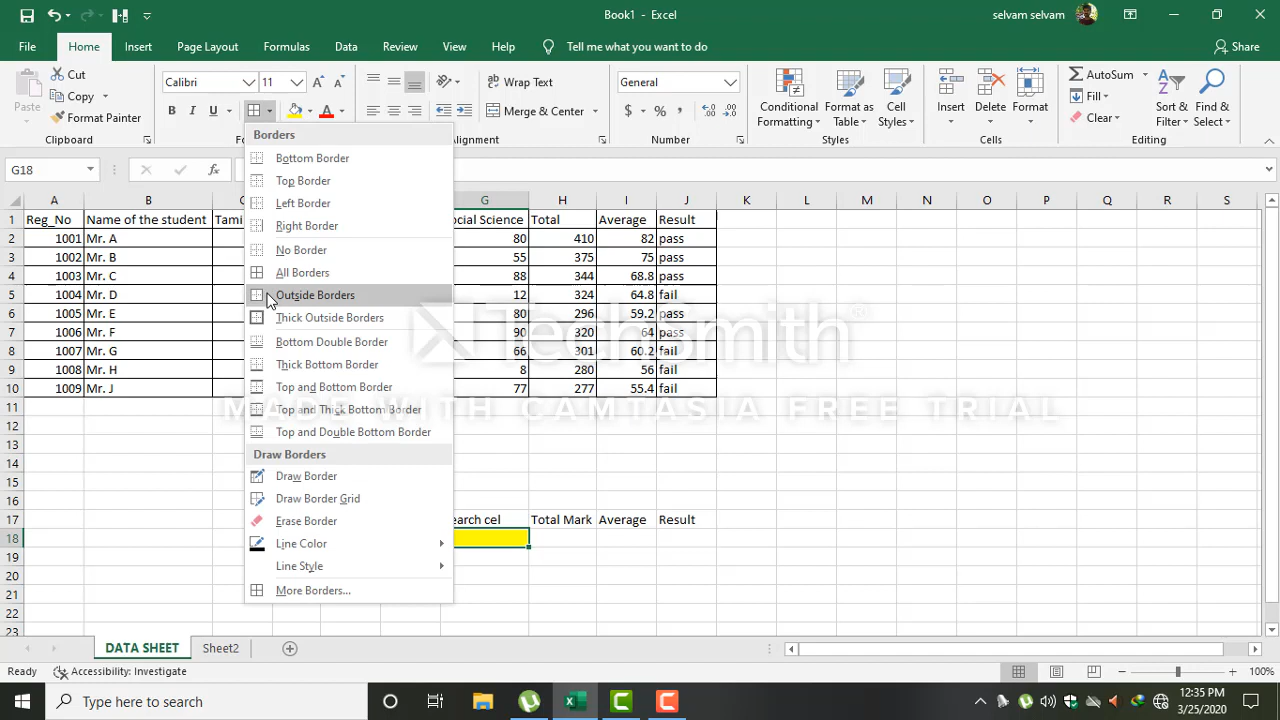 Book1 - Excel
selvam selvam
File Home Insert Page Layout Formulas Data Review View Help Tell me what you want to do Share
Cut
Copy
Format Painter
Paste
Clipboard
Calibri 11
B I U
Wrap Text
Merge & Center
Alignment
General
$ % ,
Number
Conditional Formatting
Format as Table
Cell Styles
Styles
Insert Delete Format
Cells
AutoSum
Fill
Clear
Sort & Filter
Find & Select
Editing
G18
fx
Borders
Bottom Border
Top Border
Left Border
Right Border
No Border
All Borders
Outside Borders
Thick Outside Borders
Bottom Double Border
Thick Bottom Border
Top and Bottom Border
Top and Thick Bottom Border
Top and Double Bottom Border
Draw Borders
Draw Border
Draw Border Grid
Erase Border
Line Color
Line Style
More Borders...
A B G H I J K L M N O P Q R S
1 Reg_No Name of the student Tami ocial Science Total Average Result
2 1001 Mr. A 80 410 82 pass
3 1002 Mr. B 55 375 75 pass
4 1003 Mr. C 88 344 68.8 pass
5 1004 Mr. D 12 324 64.8 fail
6 1005 Mr. E 80 296 59.2 pass
7 1006 Mr. F 90 320 64 pass
8 1007 Mr. G 66 301 60.2 fail
9 1008 Mr. H 8 280 56 fail
10 1009 Mr. J 77 277 55.4 fail
11
12
13
14
15
16
17 earch cel Total Mark Average Result
18
19
20
21
22
23
TechSmith®
MADE WITH CAMTASIA FREE TRIAL
DATA SHEET Sheet2
Ready Accessibility: Investigate 100%
Type here to search
12:35 PM
3/25/2020